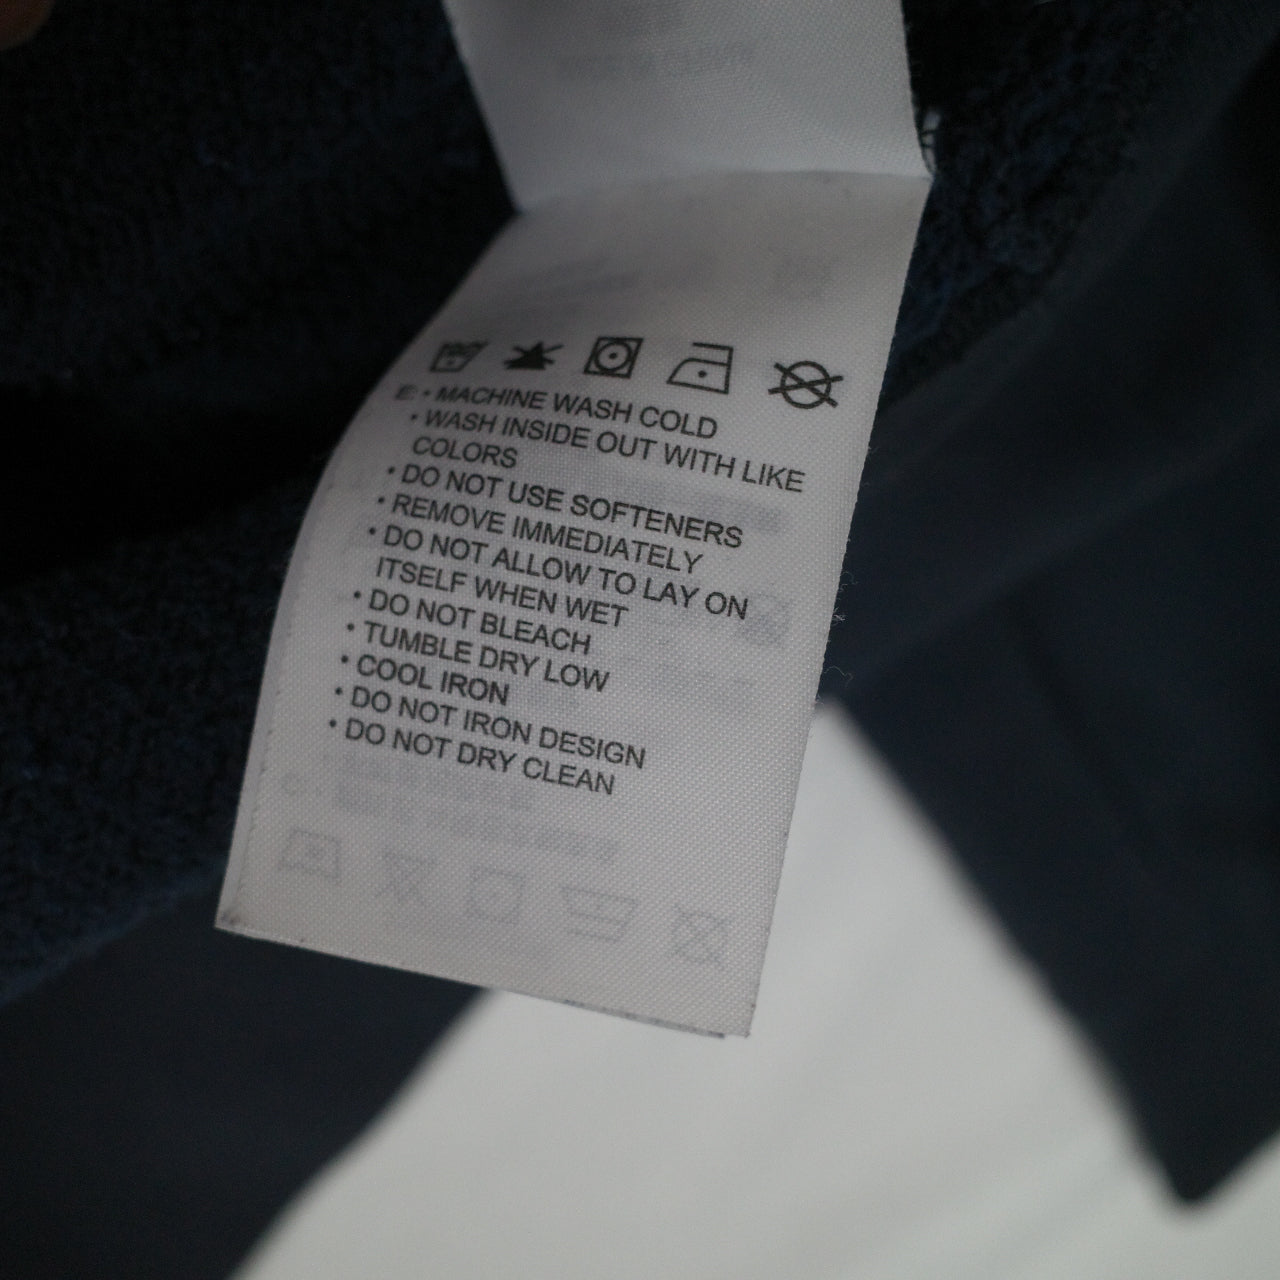 E: • MACHINE WASH COLD
• WASH INSIDE OUT WITH LIKE
COLORS
• DO NOT USE SOFTENERS
• REMOVE IMMEDIATELY
• DO NOT ALLOW TO LAY ON
ITSELF WHEN WET
• DO NOT BLEACH
• TUMBLE DRY LOW
• COOL IRON
• DO NOT IRON DESIGN
• DO NOT DRY CLEAN